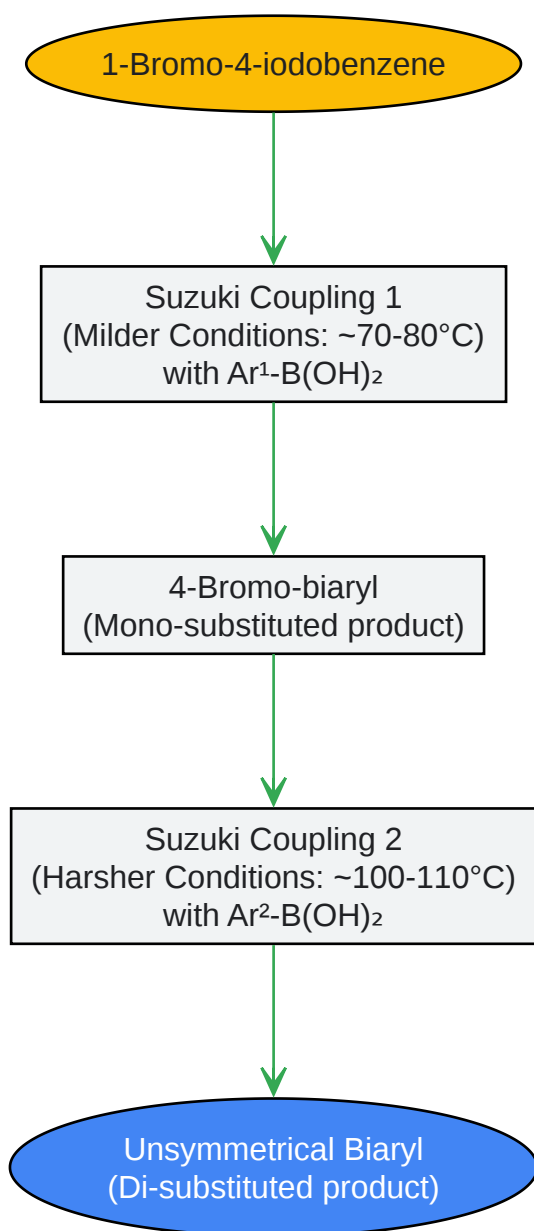 1-Bromo-4-iodobenzene
Suzuki Coupling 1
(Milder Conditions: ~70-80°C)
with Ar¹-B(OH)₂
4-Bromo-biaryl
(Mono-substituted product)
Suzuki Coupling 2
(Harsher Conditions: ~100-110°C)
with Ar²-B(OH)₂
Unsymmetrical Biaryl
(Di-substituted product)